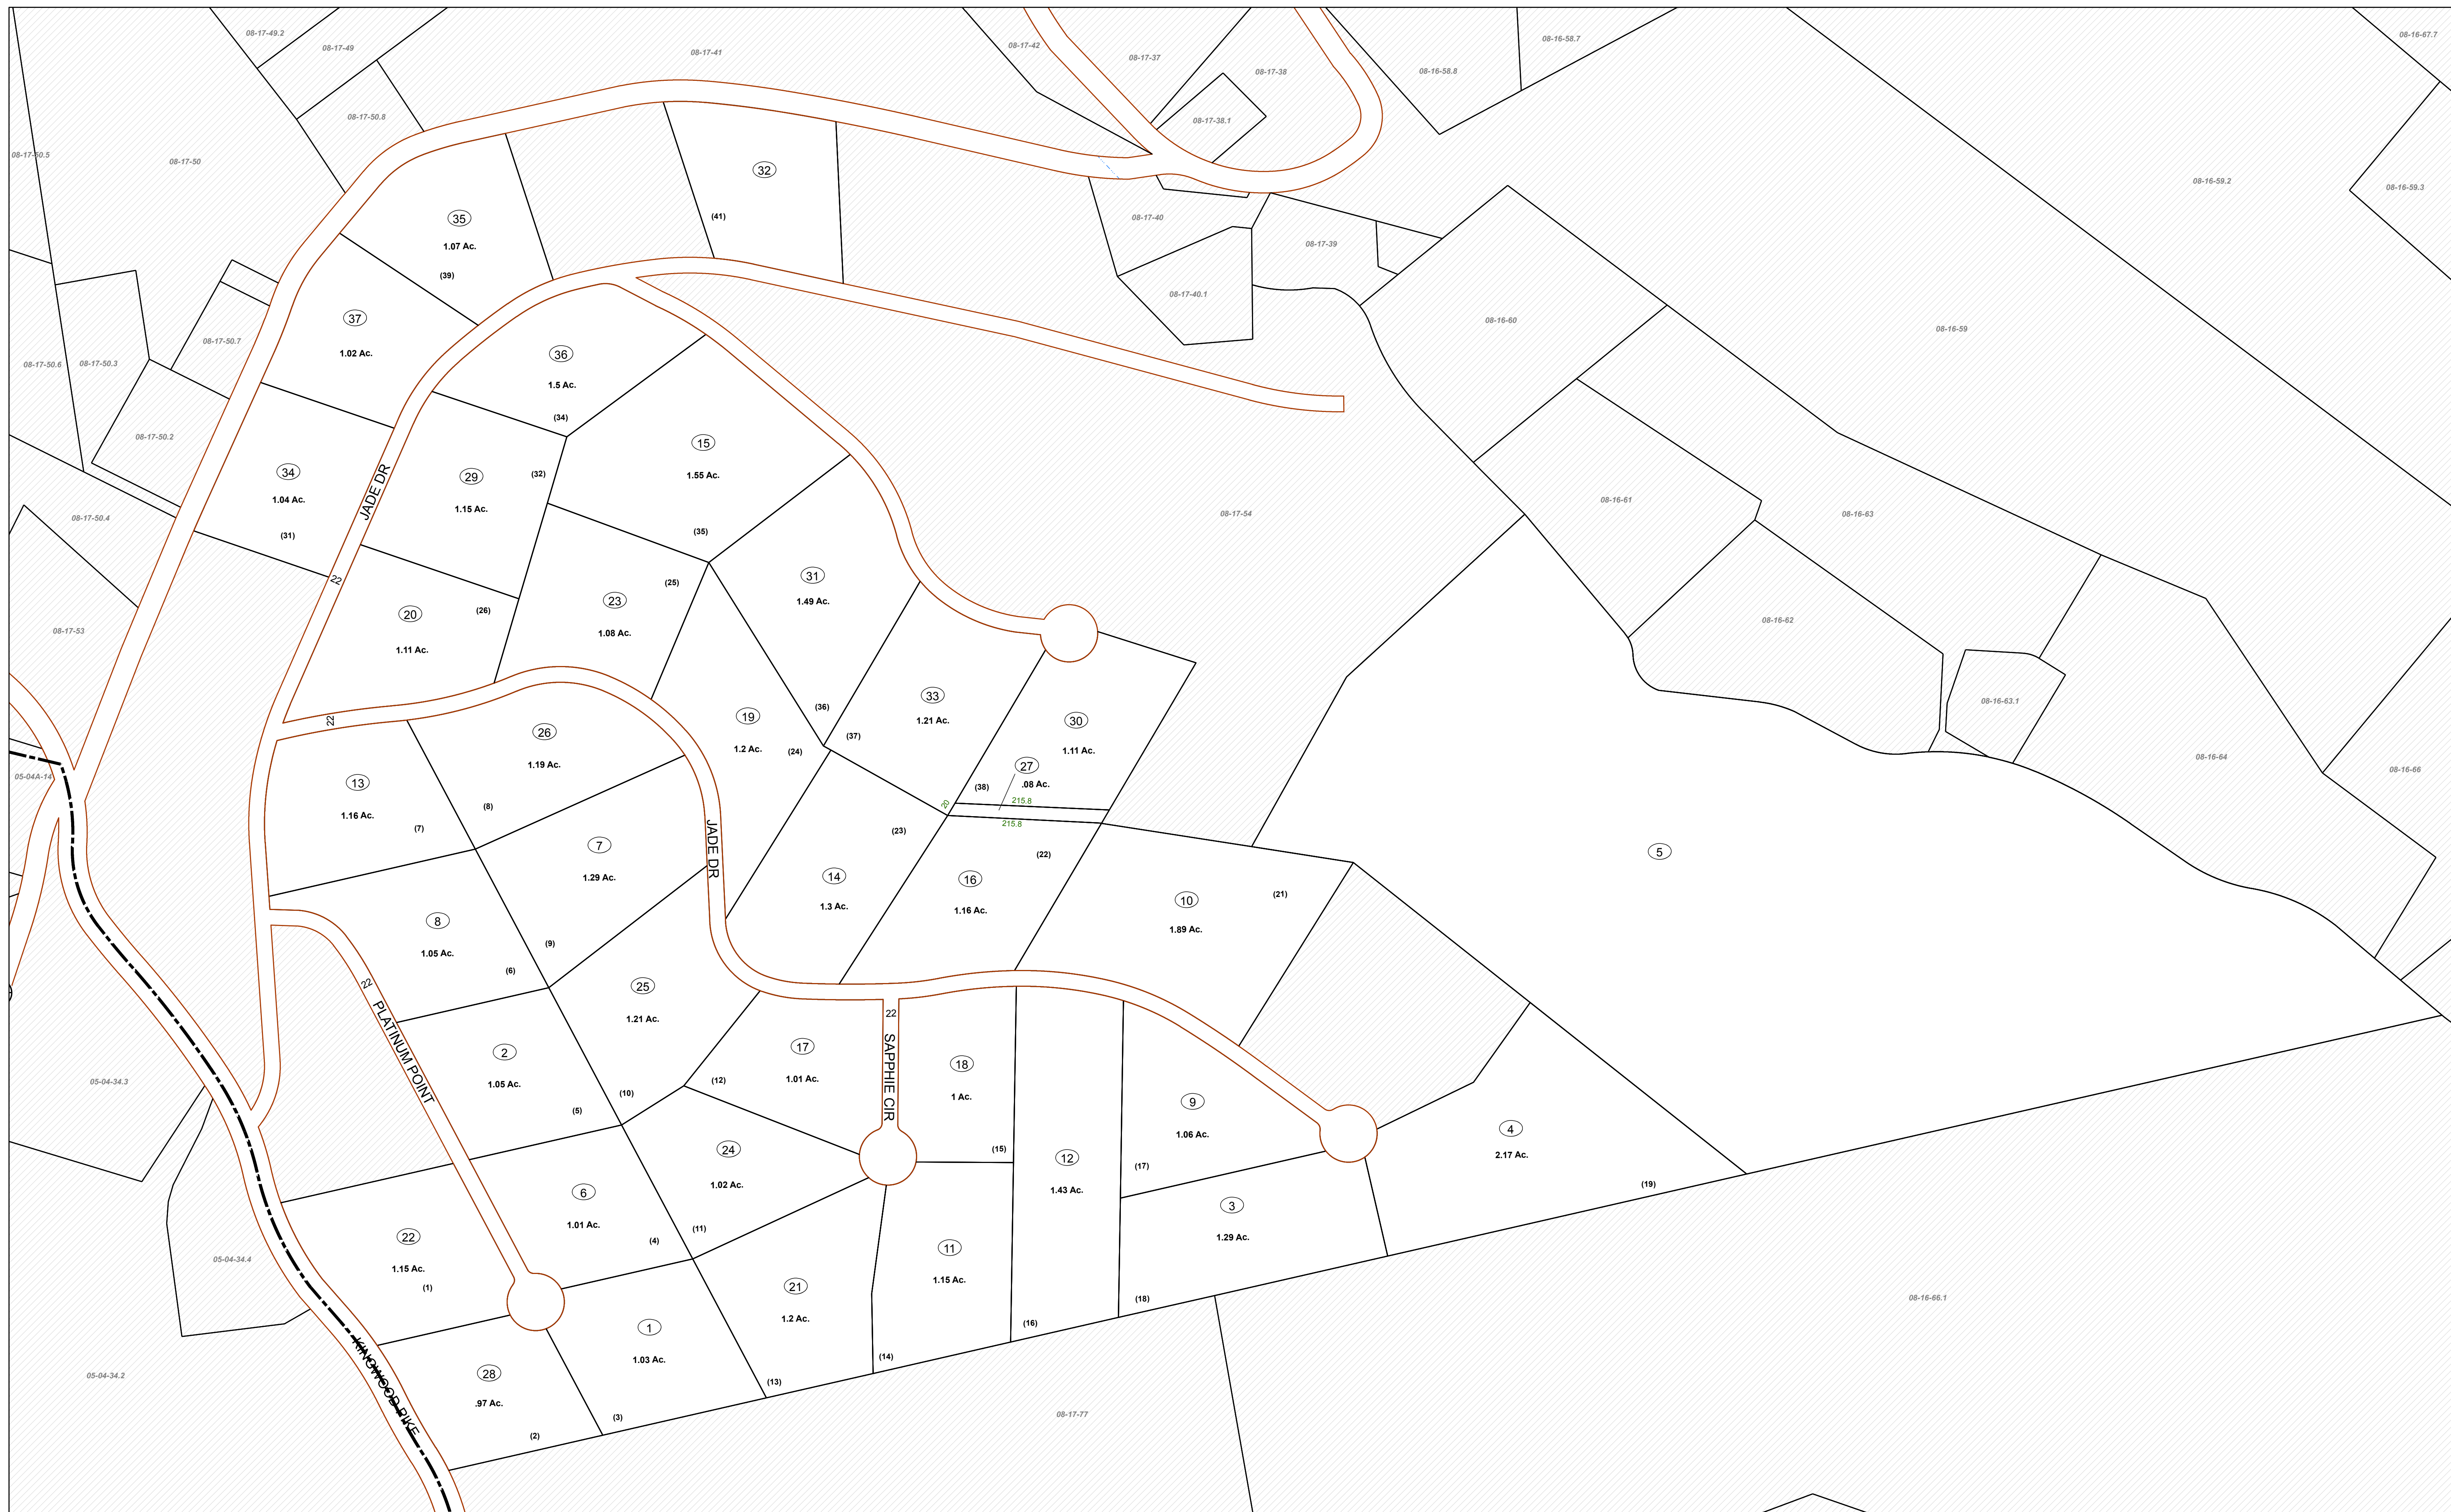 08-17-49.2
08-17-49
08-17-41
08-17-42
08-17-37
08-17-38
08-16-58.7
08-16-58.8
08-16-67.7
08-17-50.8
08-17-38.1
08-17-50.5
08-17-50
32
08-16-59.2
08-16-59.3
35
(41)
08-17-40
1.07 Ac.
08-17-39
(39)
08-17-40.1
37
08-16-60
08-16-59
08-17-50.7
1.02 Ac.
36
08-17-50.6
08-17-50.3
1.5 Ac.
(34)
08-17-50.2
15
34
JADE DR
29
(32)
1.55 Ac.
1.04 Ac.
1.15 Ac.
08-16-61
08-17-54
08-16-63
08-17-50.4
(31)
(35)
22
31
(25)
23
1.49 Ac.
20
(26)
08-17-53
1.08 Ac.
08-16-62
1.11 Ac.
33
08-16-63.1
(36)
22
19
1.21 Ac.
30
26
(37)
1.2 Ac.
(24)
1.11 Ac.
08-16-64
1.19 Ac.
27
08-16-66
05-04A-14
13
(38)
.08 Ac.
20
215.8
(8)
1.16 Ac.
215.8
(7)
(23)
JADE DR
7
(22)
5
1.29 Ac.
14
16
(21)
10
1.3 Ac.
1.16 Ac.
8
1.89 Ac.
(9)
1.05 Ac.
(6)
22
25
PLATINUM POINT
1.21 Ac.
22
SAPPHIE CIR
2
17
18
1.05 Ac.
(12)
1.01 Ac.
1 Ac.
05-04-34.3
(10)
9
(5)
4
1.06 Ac.
24
(15)
12
2.17 Ac.
(17)
1.02 Ac.
(19)
6
1.43 Ac.
3
1.01 Ac.
(11)
22
(4)
11
1.29 Ac.
05-04-34.4
1.15 Ac.
1.15 Ac.
(1)
21
(18)
08-16-66.1
1.2 Ac.
1
(16)
KINGWOOD PIKE
1.03 Ac.
(14)
28
05-04-34.2
(13)
.97 Ac.
(3)
08-17-77
(2)